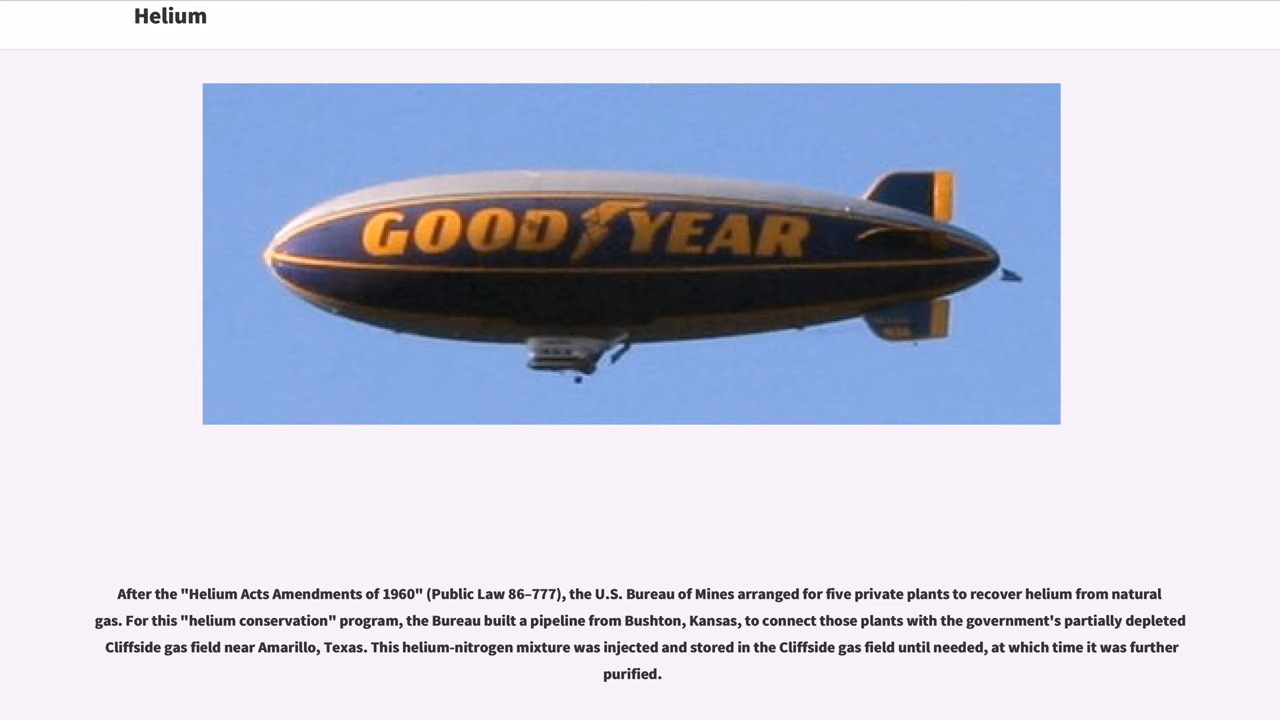 Helium
GOOD YEAR
After the "Helium Acts Amendments of 1960" (Public Law 86–777), the U.S. Bureau of Mines arranged for five private plants to recover helium from natural
gas. For this "helium conservation" program, the Bureau built a pipeline from Bushton, Kansas, to connect those plants with the government's partially depleted
Cliffside gas field near Amarillo, Texas. This helium-nitrogen mixture was injected and stored in the Cliffside gas field until needed, at which time it was further
purified.